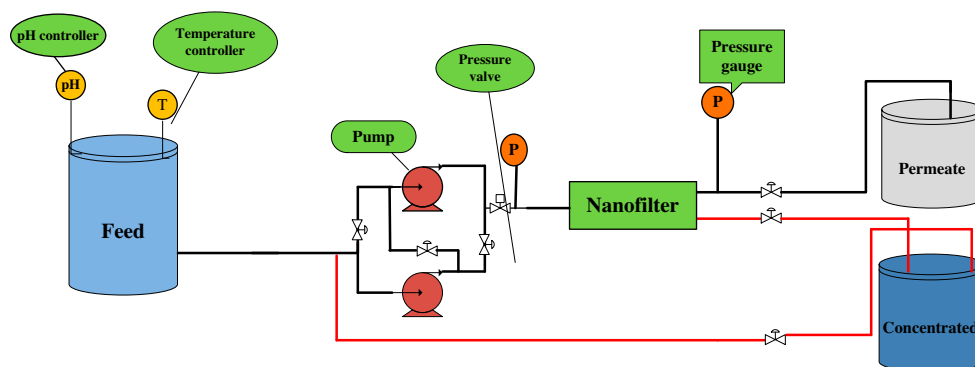 pH controller
Temperature
controller
pH
T
Pressure
valve
Pressure
gauge
P
Pump
P
Permeate
Nanofilter
Feed
Concentrated